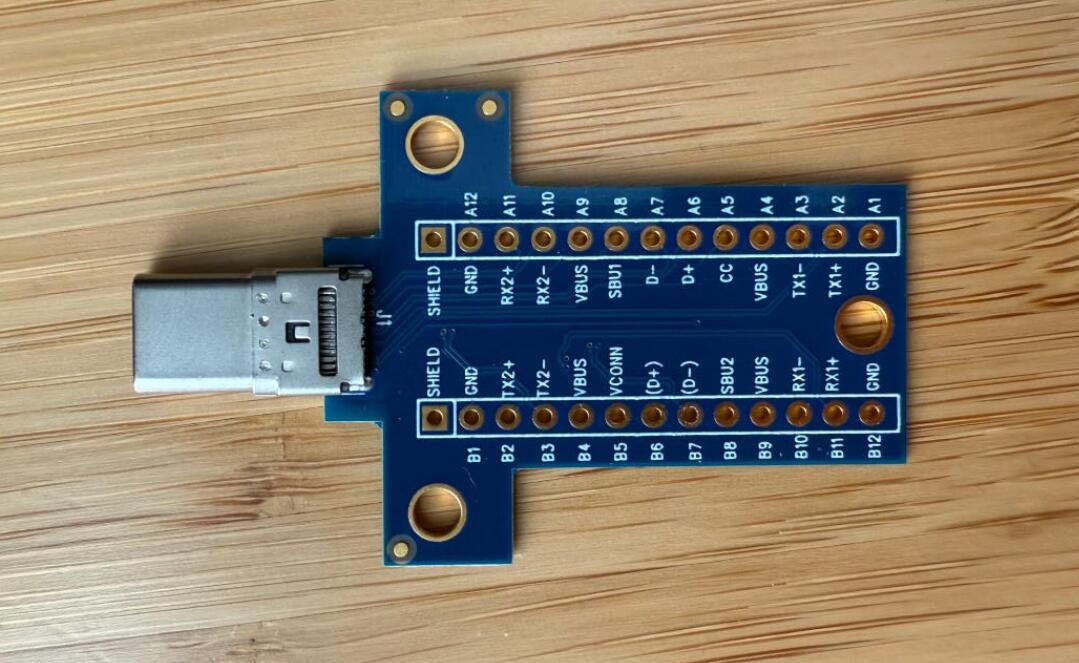 A12 A11 A10 A9 A8 A7 A6 A5 A4 A3 A2 A1
SHIELD GND RX2+ RX2- VBUS SBU1 D- D+ CC VBUS TX1- TX1+ GND
J1
SHIELD GND TX2+ TX2- VBUS VCONN (D+) (D-) SBU2 VBUS RX1- RX1+ GND
B1 B2 B3 B4 B5 B6 B7 B8 B9 B10 B11 B12